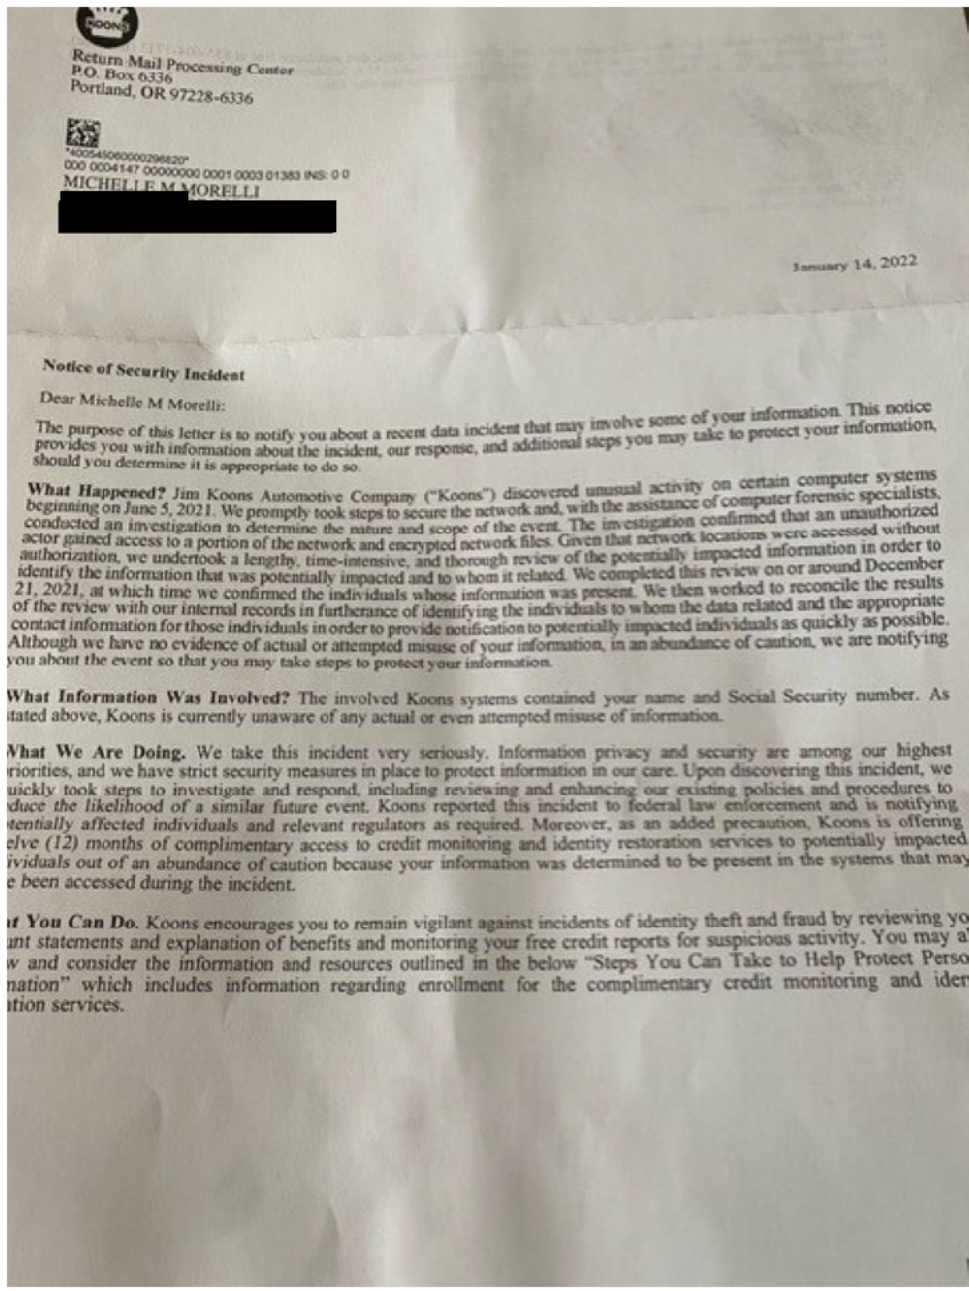 KOONS
Return Mail Processing Center
P.O. Box 6336
Portland, OR 97228-6336
*400545060000296820*
000 0004147 00000000 0001 0003 01383 INS: 0 0
MICHELLE M MORELLI
January 14, 2022
Notice of Security Incident
Dear Michelle M Morelli:
The purpose of this letter is to notify you about a recent data incident that may involve some of your information. This notice
provides you with information about the incident, our response, and additional steps you may take to protect your information,
should you determine it is appropriate to do so.
What Happened? Jim Koons Automotive Company ("Koons") discovered unusual activity on certain computer systems
beginning on June 5, 2021. We promptly took steps to secure the network and, with the assistance of computer forensic specialists,
conducted an investigation to determine the nature and scope of the event. The investigation confirmed that an unauthorized
actor gained access to a portion of the network and encrypted network files. Given that network locations were accessed without
authorization, we undertook a lengthy, time-intensive, and thorough review of the potentially impacted information in order to
identify the information that was potentially impacted and to whom it related. We completed this review on or around December
21, 2021, at which time we confirmed the individuals whose information was present. We then worked to reconcile the results
of the review with our internal records in furtherance of identifying the individuals to whom the data related and the appropriate
contact information for those individuals in order to provide notification to potentially impacted individuals as quickly as possible.
Although we have no evidence of actual or attempted misuse of your information, in an abundance of caution, we are notifying
you about the event so that you may take steps to protect your information.
What Information Was Involved? The involved Koons systems contained your name and Social Security number. As
stated above, Koons is currently unaware of any actual or even attempted misuse of information.
What We Are Doing. We take this incident very seriously. Information privacy and security are among our highest
riorities, and we have strict security measures in place to protect information in our care. Upon discovering this incident, we
uickly took steps to investigate and respond, including reviewing and enhancing our existing policies and procedures to
duce the likelihood of a similar future event. Koons reported this incident to federal law enforcement and is notifying
tentially affected individuals and relevant regulators as required. Moreover, as an added precaution, Koons is offering
elve (12) months of complimentary access to credit monitoring and identity restoration services to potentially impacted
ividuals out of an abundance of caution because your information was determined to be present in the systems that may
e been accessed during the incident.
at You Can Do. Koons encourages you to remain vigilant against incidents of identity theft and fraud by reviewing yo
unt statements and explanation of benefits and monitoring your free credit reports for suspicious activity. You may a
w and consider the information and resources outlined in the below "Steps You Can Take to Help Protect Perso
nation" which includes information regarding enrollment for the complimentary credit monitoring and iden
ation services.